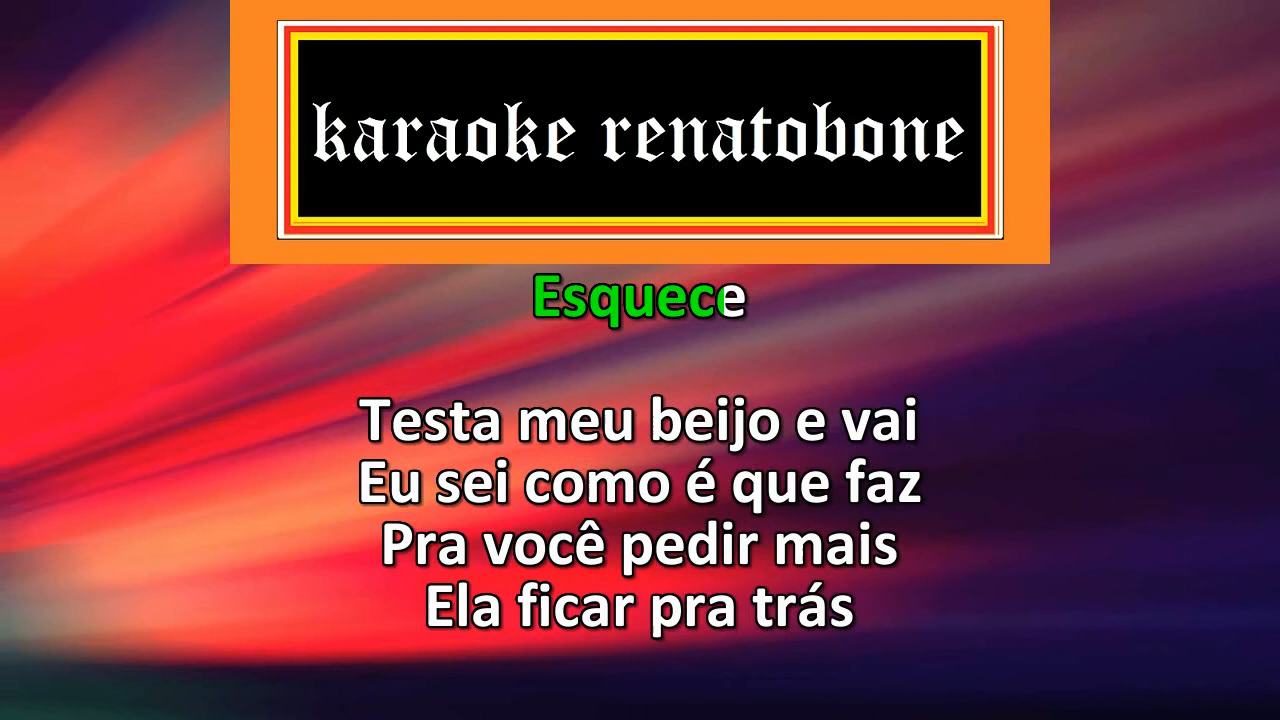 karaoke renatobone
Esquece
Testa meu beijo e vai
Eu sei como é que faz
Pra você pedir mais
Ela ficar pra trás